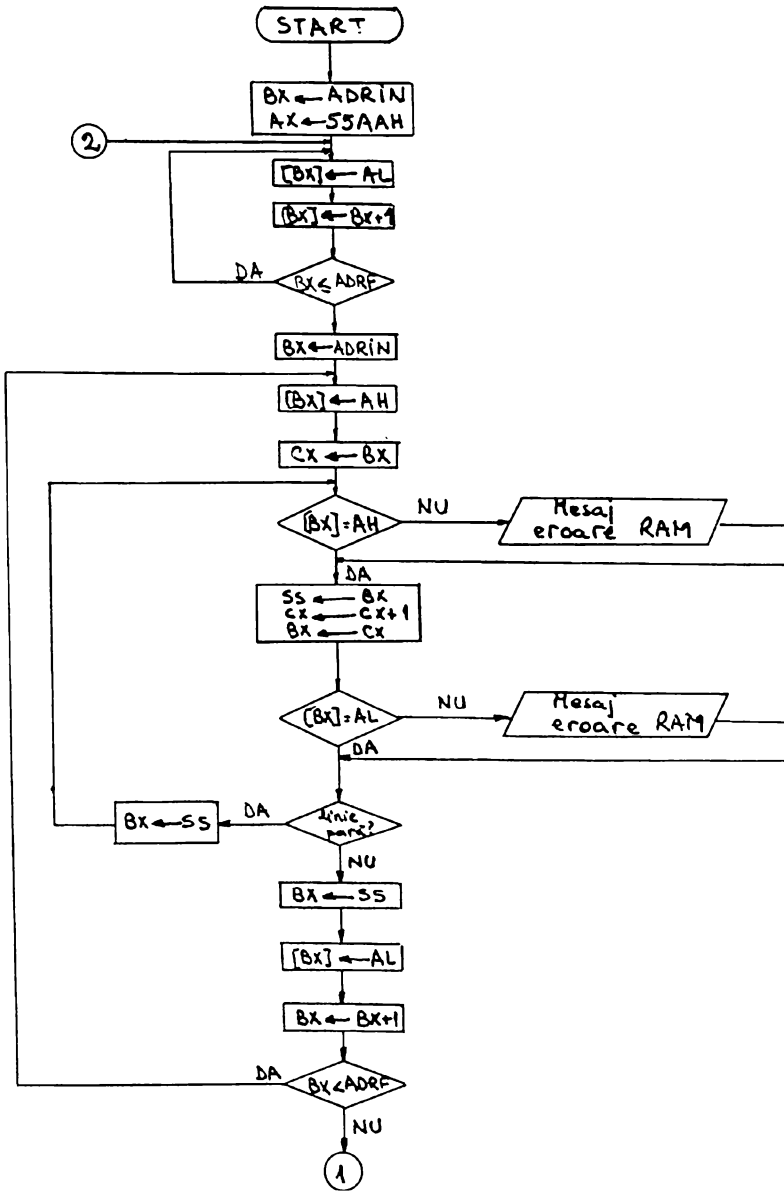 START
BX ← ADRIN
AX ← 55AAH
2
[BX] ← AL
[BX] ← BX+1
DA
BX ≤ ADRF
BX ← ADRIN
[BX] ← AH
CX ← BX
[BX] = AH
NU
Mesaj
eroare RAM
DA
SS ← BX
CX ← CX+1
BX ← CX
[BX] = AL
NU
Mesaj
eroare RAM
DA
BX ← SS
DA
linie
pară?
NU
BX ← SS
[BX] ← AL
BX ← BX+1
DA
BX < ADRF
NU
1